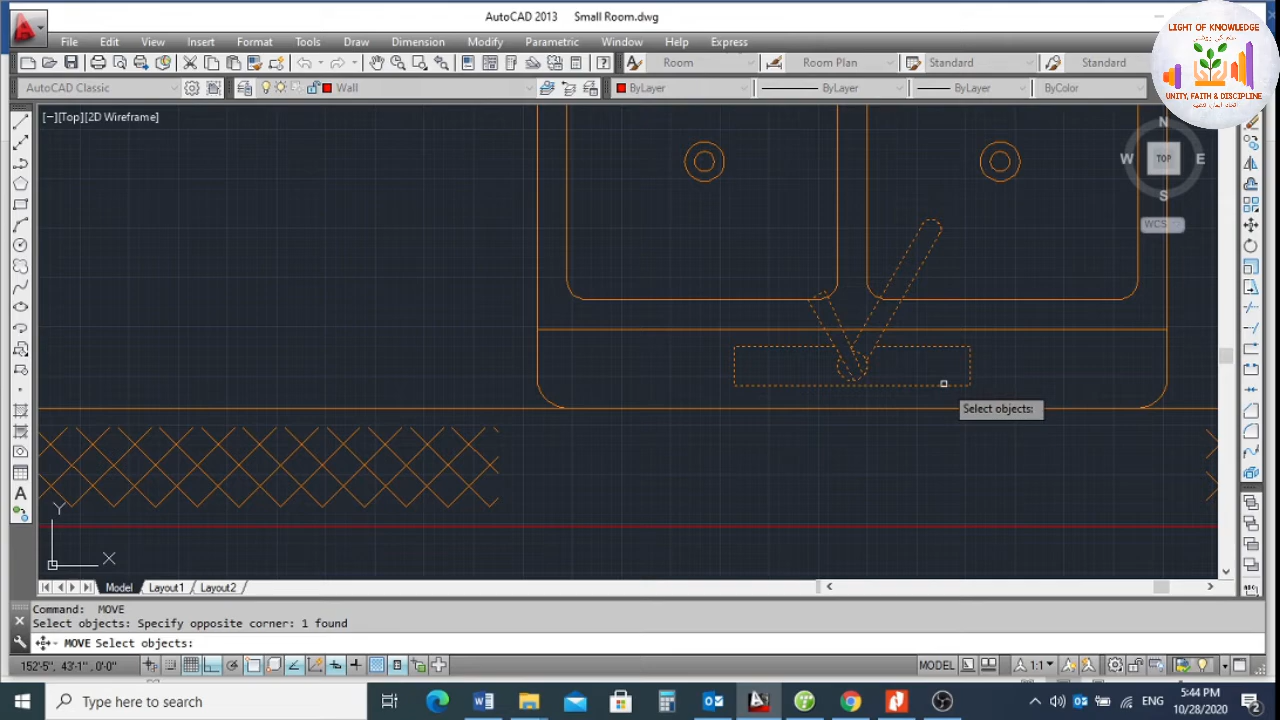 AutoCAD 2013 Small Room.dwg
LIGHT OF KNOWLEDGE
UNITY, FAITH & DISCIPLINE
File Edit View Insert Format Tools Draw Dimension Modify Parametric Window Help Express
Room Room Plan Standard Standard
AutoCAD Classic Wall ByLayer ByLayer ByLayer ByColor
[−][Top][2D Wireframe]
N
W TOP E
S
WCS
Select objects:
Y
X
Model Layout1 Layout2
Command: MOVE
Select objects: Specify opposite corner: 1 found
MOVE Select objects:
152'-5", 43'-1", 0'-0" MODEL 1:1
Type here to search
ENG
5:44 PM
10/28/2020
2
A